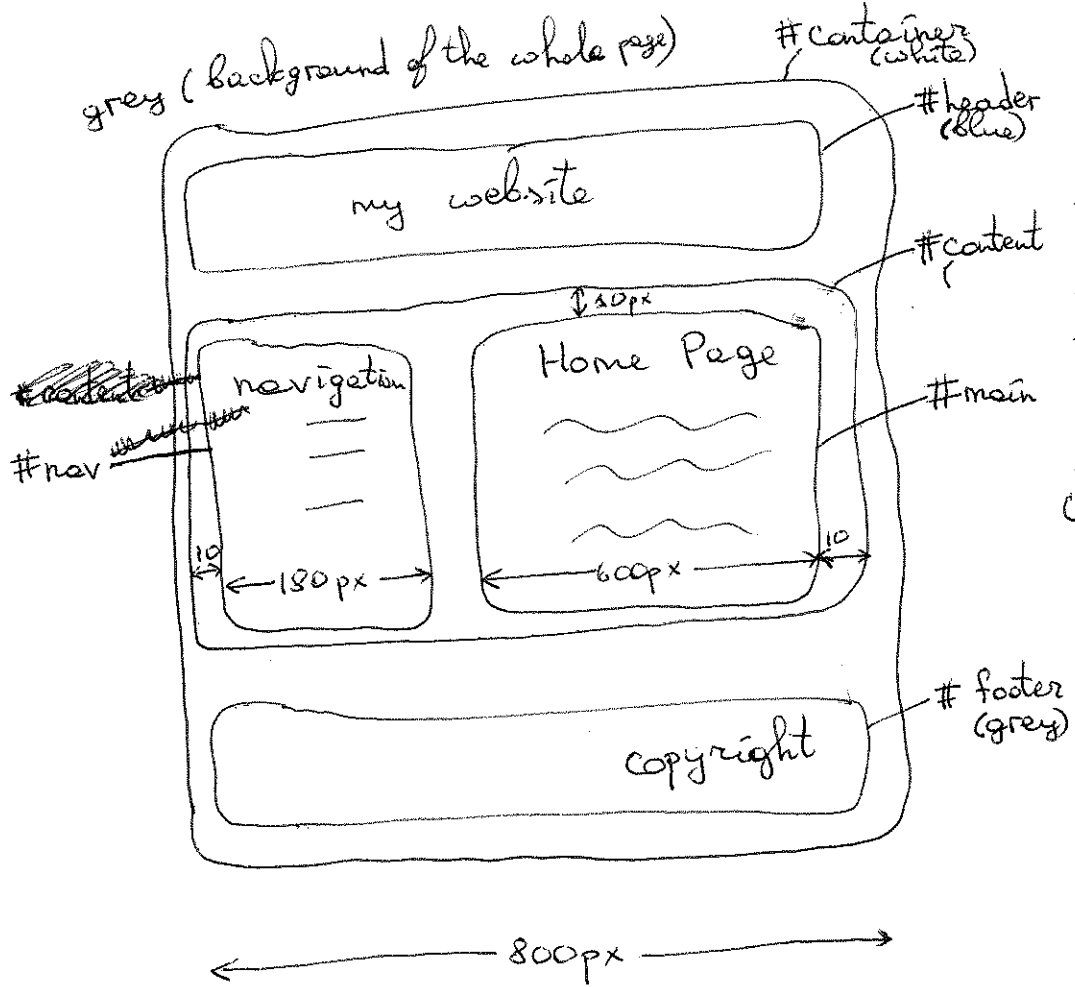 grey (background of the whole page)
#container
(white)
#header
(blue)
my website
#content
(
10px
Home Page
navigation
#main
#nav
10
180px
600px
10
# footer
(grey)
copyright
800px